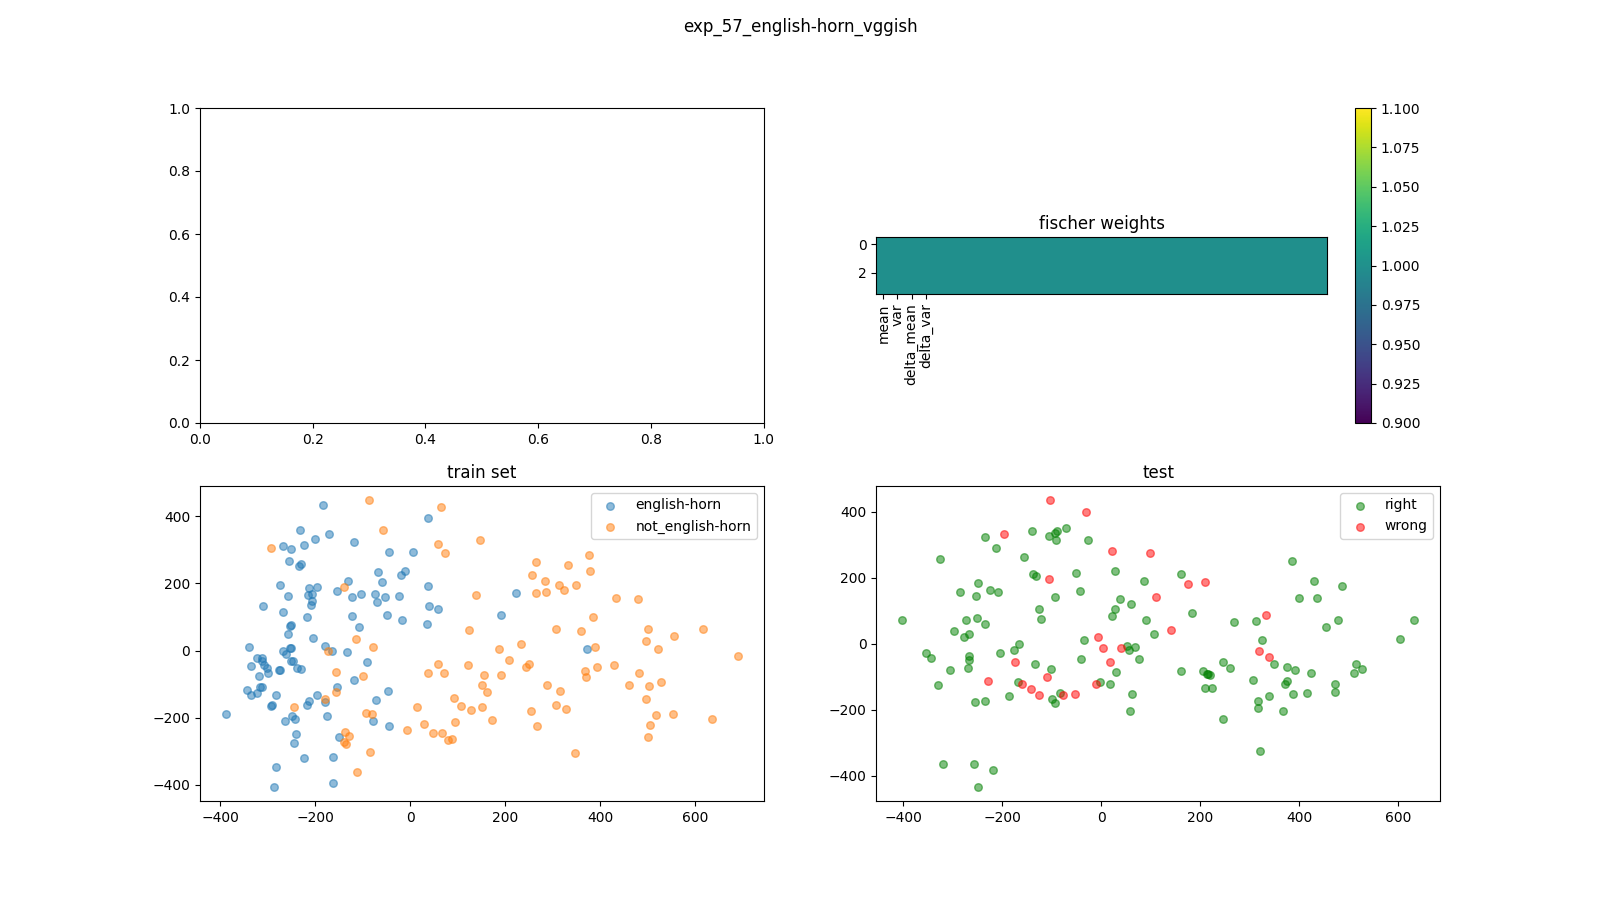 exp_57_english-horn_vggish
1.0
0.8
0.6
0.4
0.2
0.0
0.0 0.2 0.4 0.6 0.8 1.0
fischer weights
0
2
mean
var
delta_mean
delta_var
1.100
1.075
1.050
1.025
1.000
0.975
0.950
0.925
0.900
train set
english-horn
not_english-horn
400
200
0
−200
−400
−400 −200 0 200 400 600
test
right
wrong
400
200
0
−200
−400
−400 −200 0 200 400 600